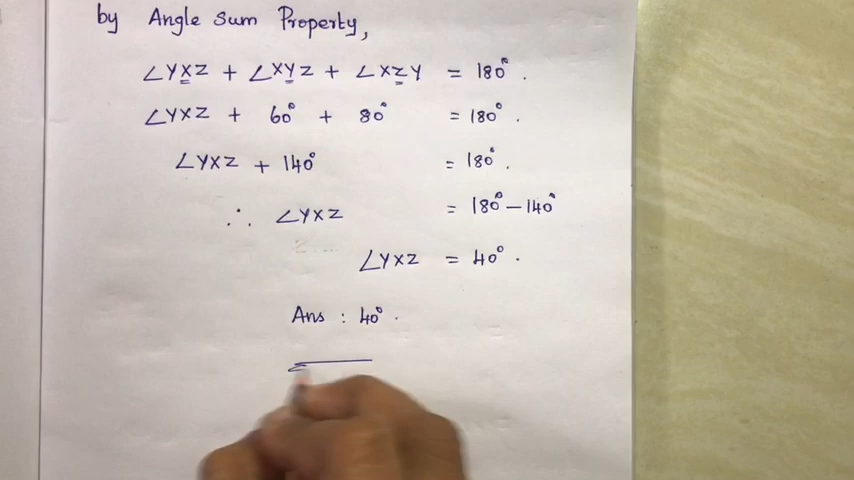 by Angle Sum Property,
∠YXZ + ∠XYZ + ∠XZY = 180°.
∠YXZ + 60° + 80° = 180°.
∠YXZ + 140° = 180°.
∴ ∠YXZ = 180° − 140°
∠YXZ = 40°.
Ans : 40°.